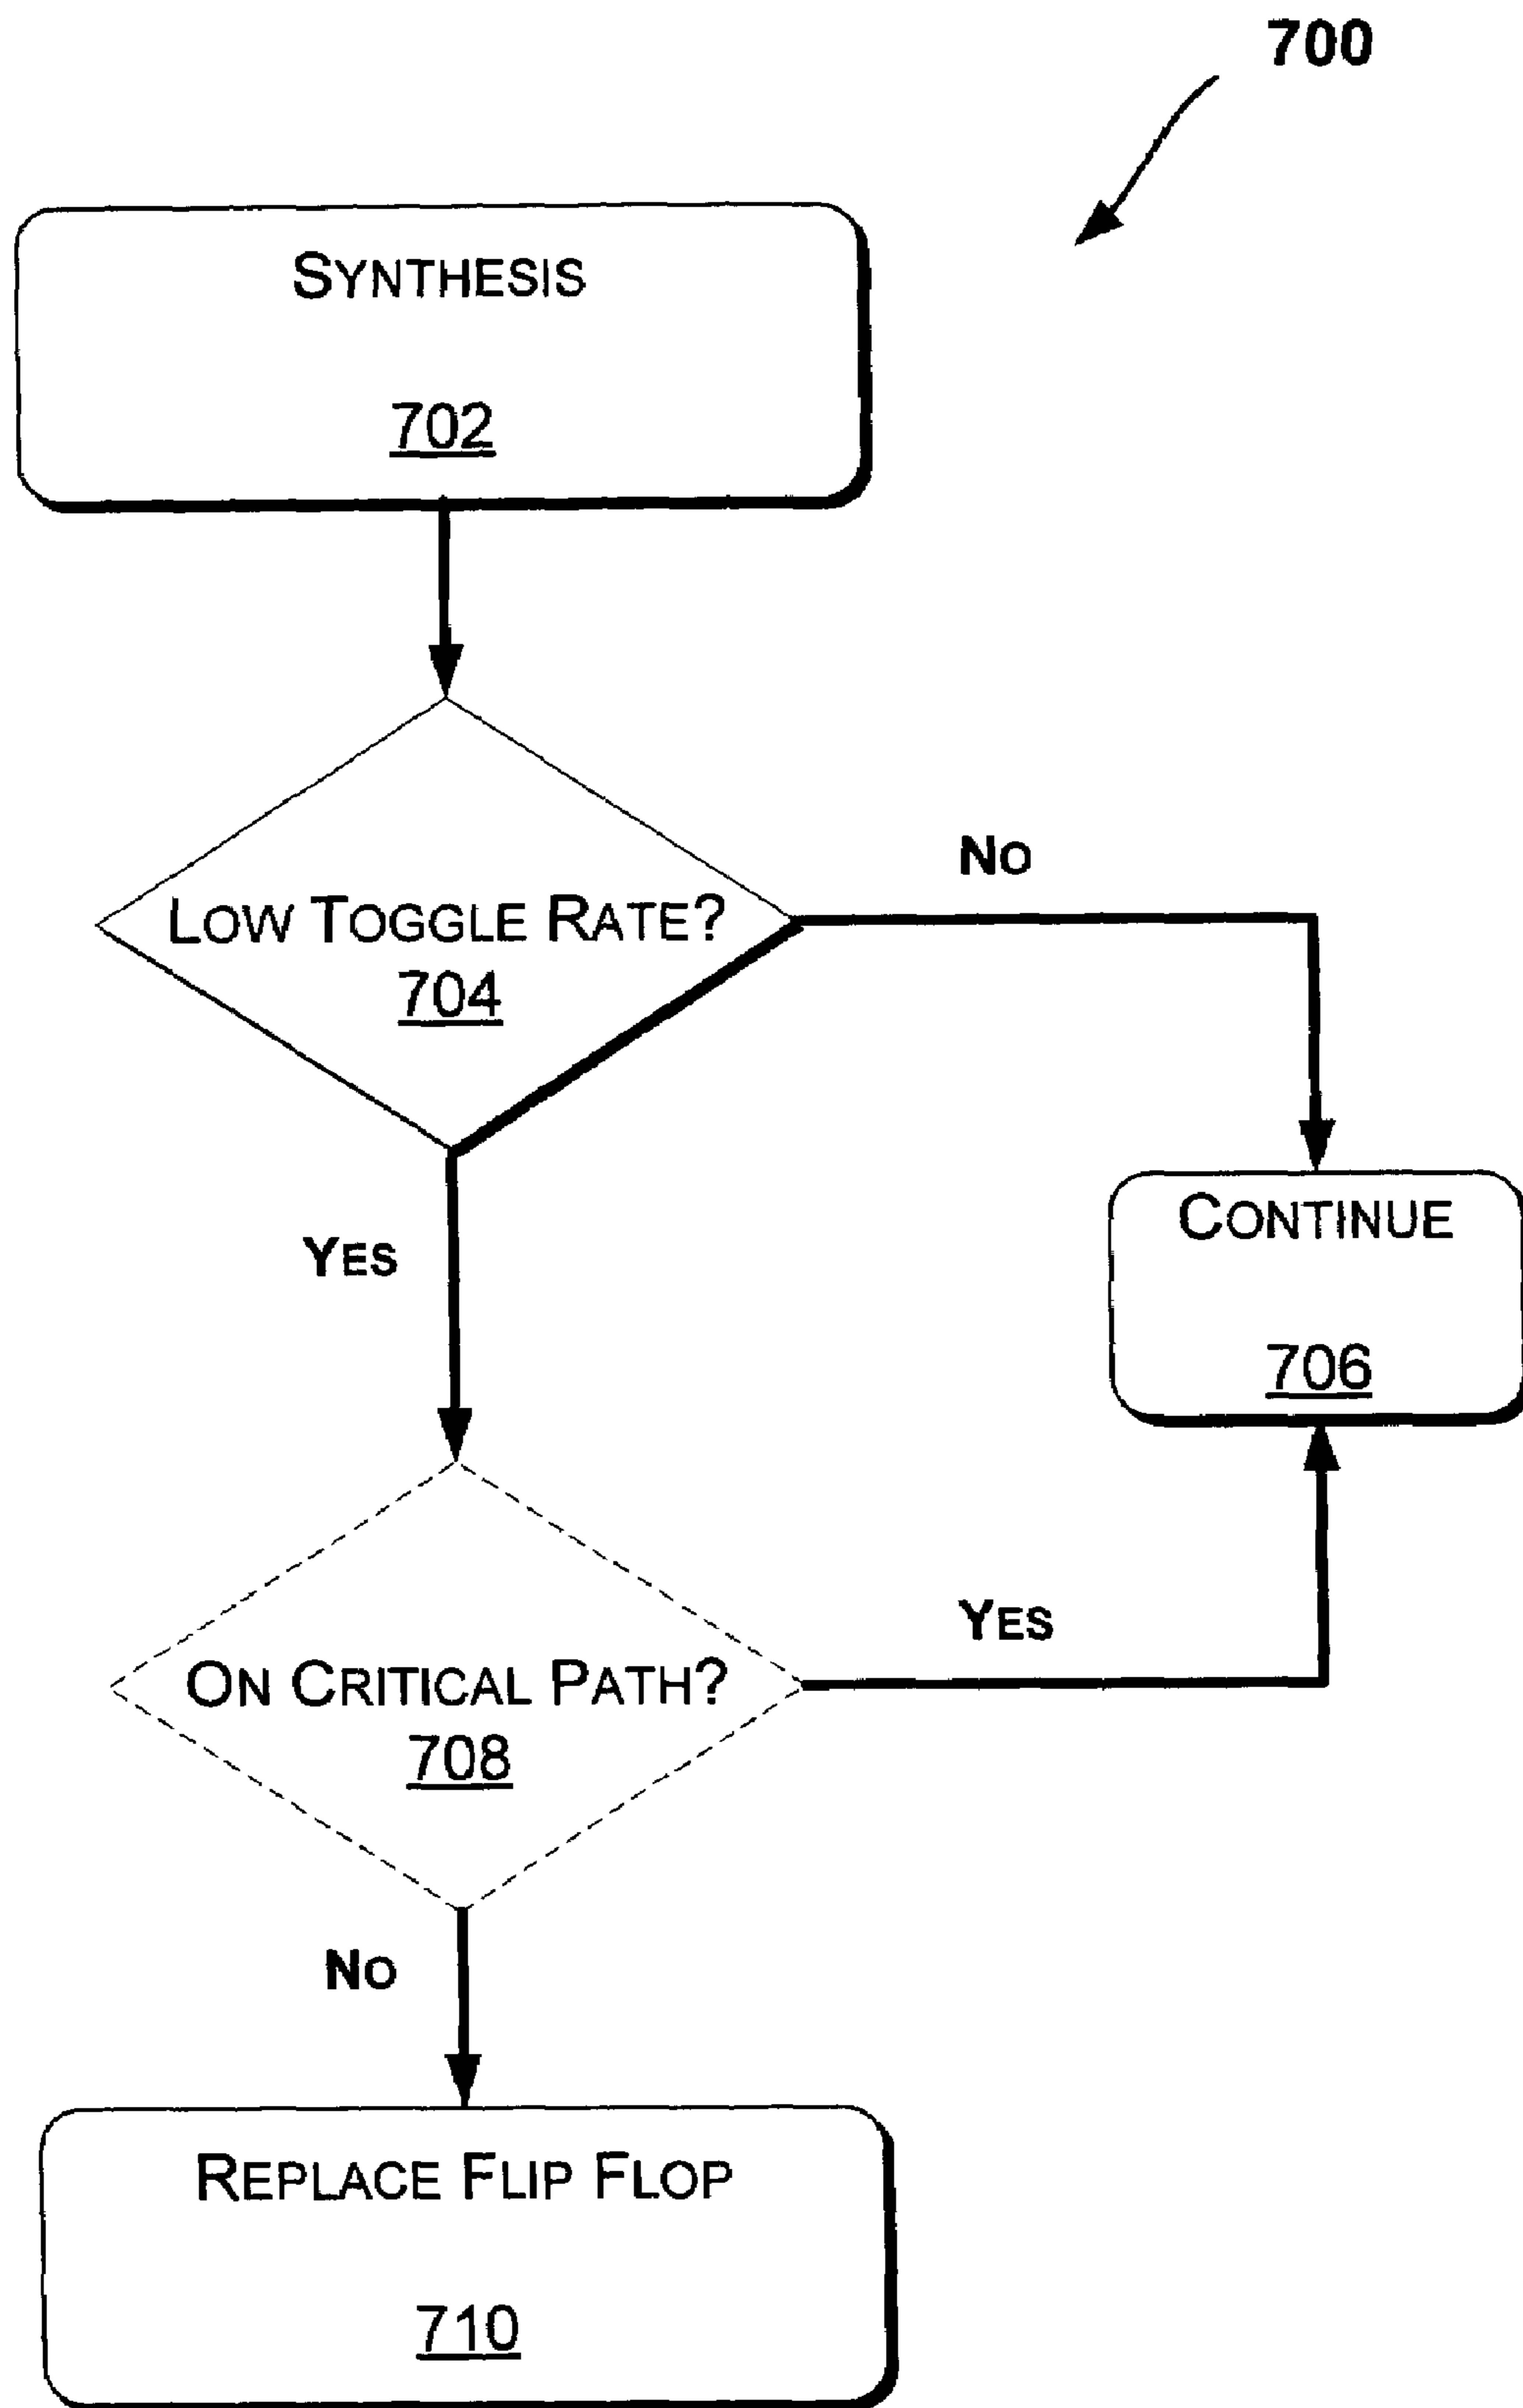 700
SYNTHESIS
702
LOW TOGGLE RATE?
704
NO
YES
CONTINUE
706
ON CRITICAL PATH?
708
YES
NO
REPLACE FLIP FLOP
710